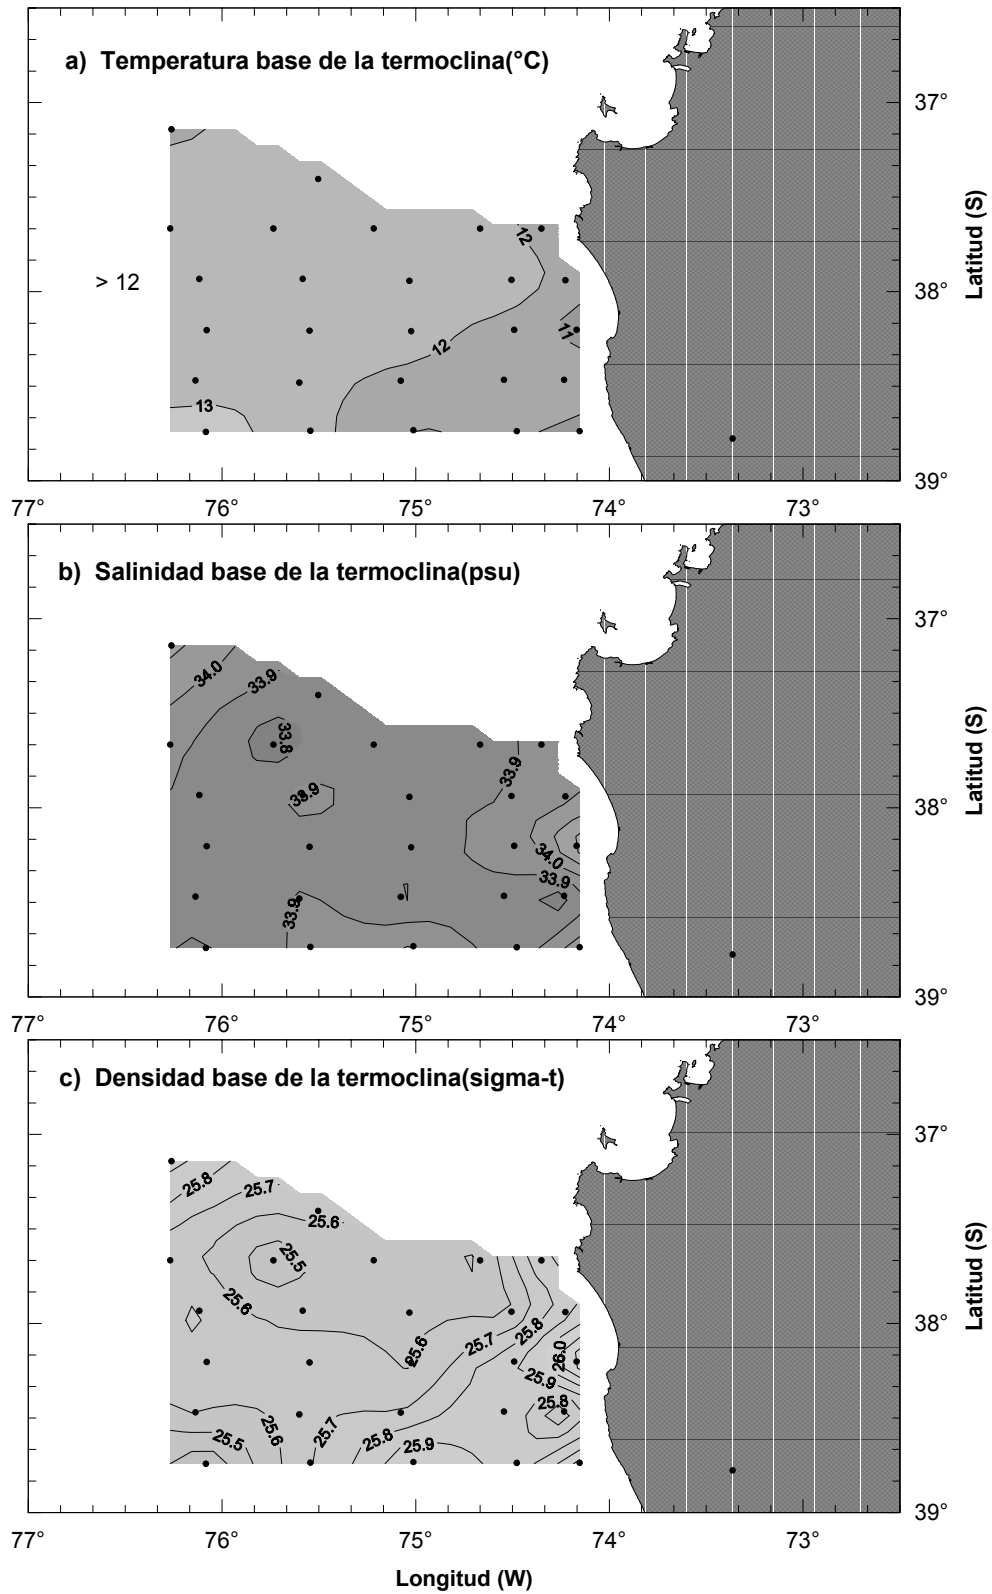 a) Temperatura base de la termoclina(°C)
37°
12
> 12
38°
11
12
13
39°
77° 76° 75° 74° 73°
Latitud (S)
b) Salinidad base de la termoclina(psu)
37°
34.0 33.9
33.8
33.9
33.9
38°
34.0
33.9
33.9
39°
77° 76° 75° 74° 73°
Latitud (S)
c) Densidad base de la termoclina(sigma-t)
37°
25.8 25.7
25.6
25.5
25.6
38°
25.8
25.7
25.6
26.0
25.9
25.8
25.5 25.6 25.7 25.8 25.9
39°
77° 76° 75° 74° 73°
Latitud (S)
Longitud (W)